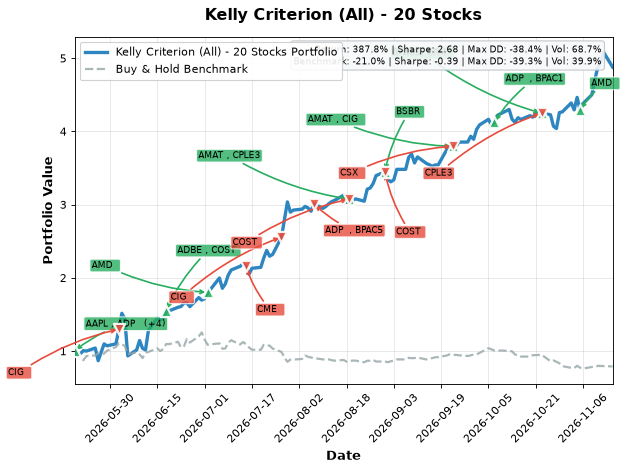 Kelly Criterion (All) - 20 Stocks
Kelly Criterion (All) - 20 Stocks Portfolio
Buy & Hold Benchmark
n: 387.8% | Sharpe: 2.68 | Max DD: -38.4% | Vol: 68.7%
Benchmark: -21.0% | Sharpe: -0.39 | Max DD: -39.3% | Vol: 39.9%
ADP , BPAC1
AMD
BSBR
AMAT , CIG
AMAT , CPLE3
CSX
CPLE3
COST
ADP , BPAC5
COST
ADBE , COST
AMD
CIG
CME
AAPL , ADP (+4)
CIG
5
4
3
2
1
Portfolio Value
2026-05-30
2026-06-15
2026-07-01
2026-07-17
2026-08-02
2026-08-18
2026-09-03
2026-09-19
2026-10-05
2026-10-21
2026-11-06
Date